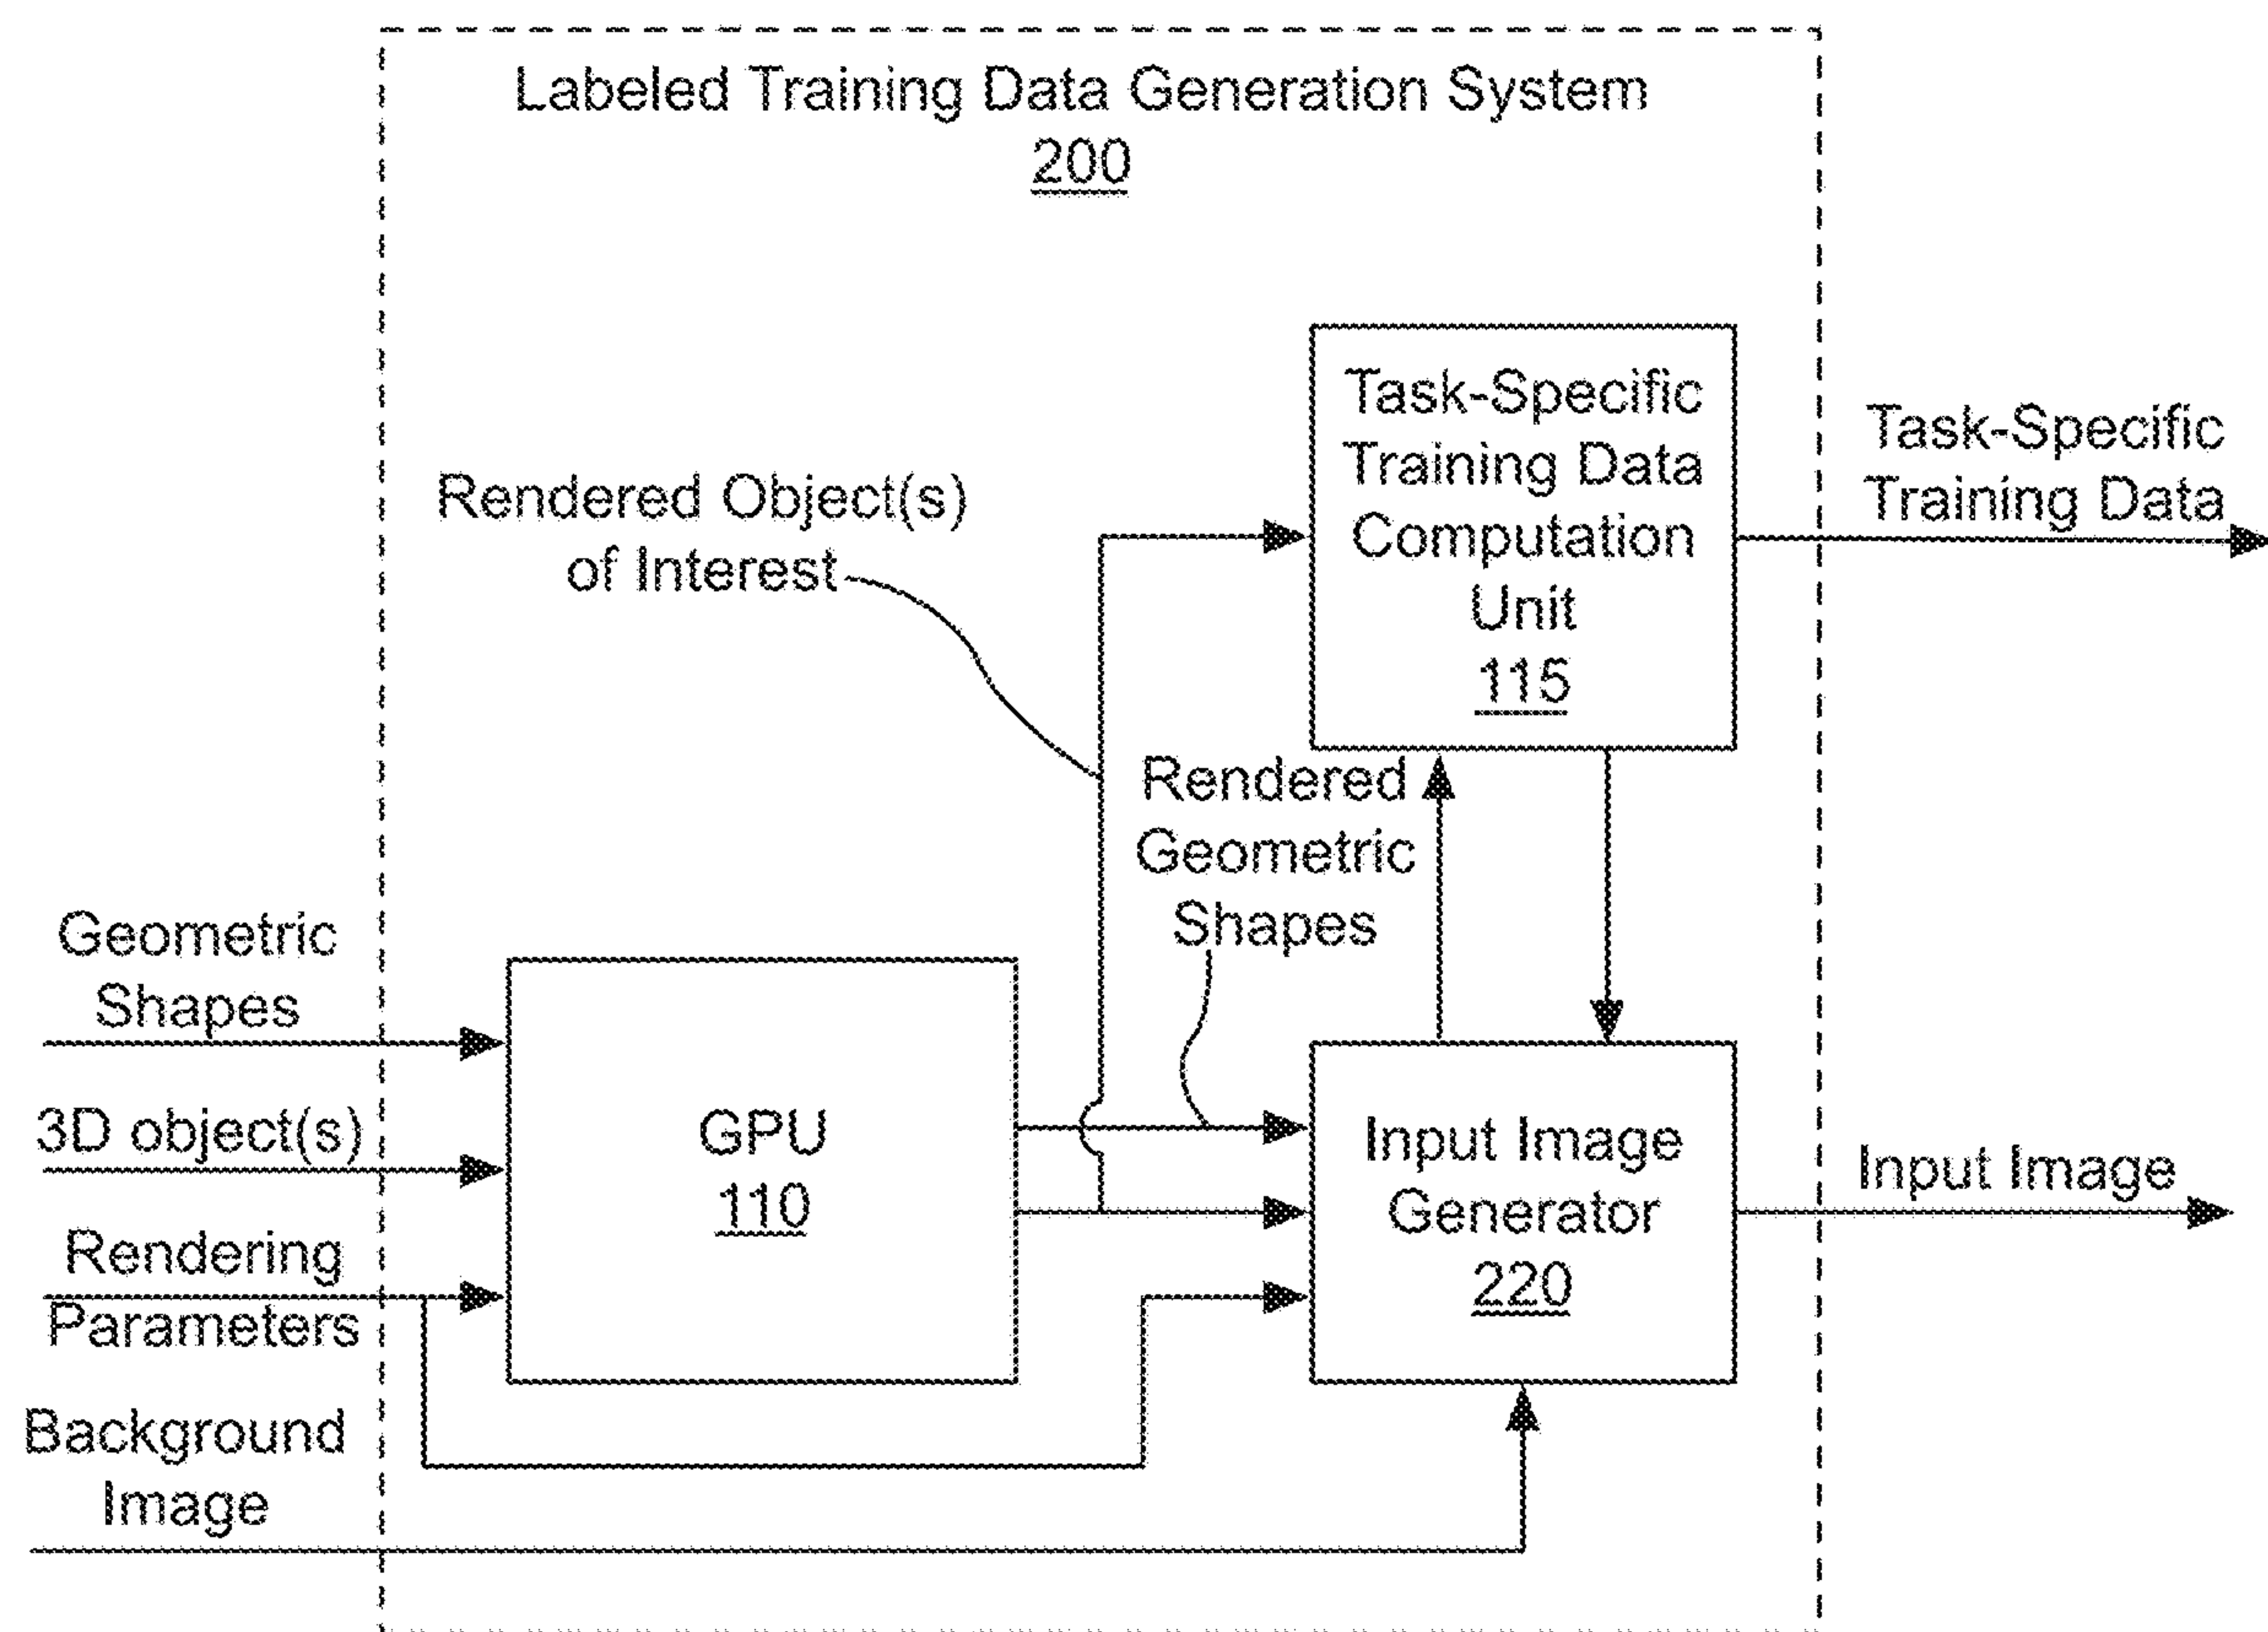 Labeled Training Data Generation System
200
Task-Specific
Training Data
Computation
Unit
115
Task-Specific
Training Data
Rendered Object(s)
of Interest
Rendered
Geometric
Shapes
Geometric
Shapes
3D object(s)
Rendering
Parameters
Background
Image
GPU
110
Input Image
Generator
220
Input Image